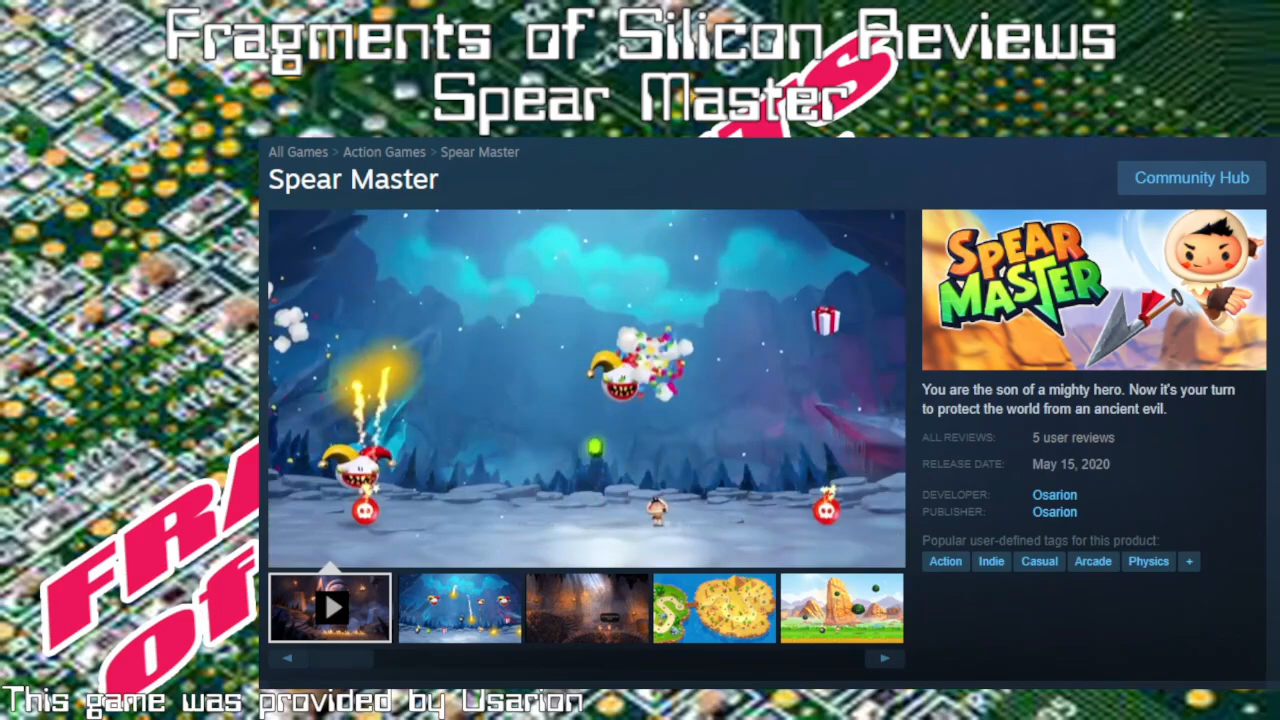 Fragments of Silicon Reviews
Spear Master
All Games > Action Games > Spear Master
Spear Master
Community Hub
SPEAR
MASTER
You are the son of a mighty hero. Now it's your turn
to protect the world from an ancient evil.
ALL REVIEWS: 5 user reviews
RELEASE DATE: May 15, 2020
DEVELOPER: Osarion
PUBLISHER: Osarion
Popular user-defined tags for this product:
Action Indie Casual Arcade Physics +
FRA
Of
This game was provided by Usarion